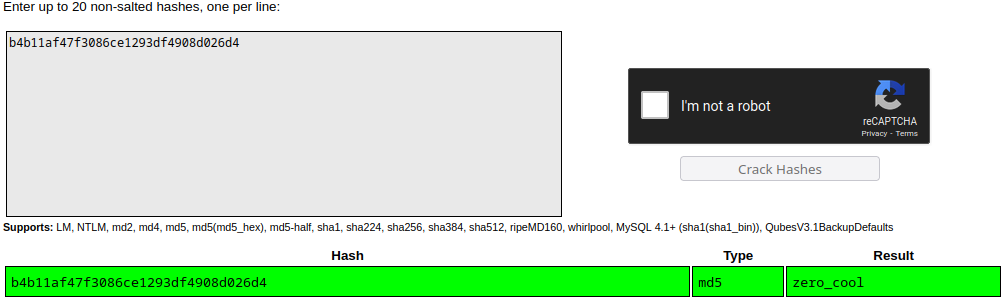 Enter up to 20 non-salted hashes, one per line:
b4b11af47f3086ce1293df4908d026d4
I'm not a robot
reCAPTCHA
Privacy - Terms
Crack Hashes
Supports: LM, NTLM, md2, md4, md5, md5(md5_hex), md5-half, sha1, sha224, sha256, sha384, sha512, ripeMD160, whirlpool, MySQL 4.1+ (sha1(sha1_bin)), QubesV3.1BackupDefaults
Hash Type Result
b4b11af47f3086ce1293df4908d026d4 md5 zero_cool